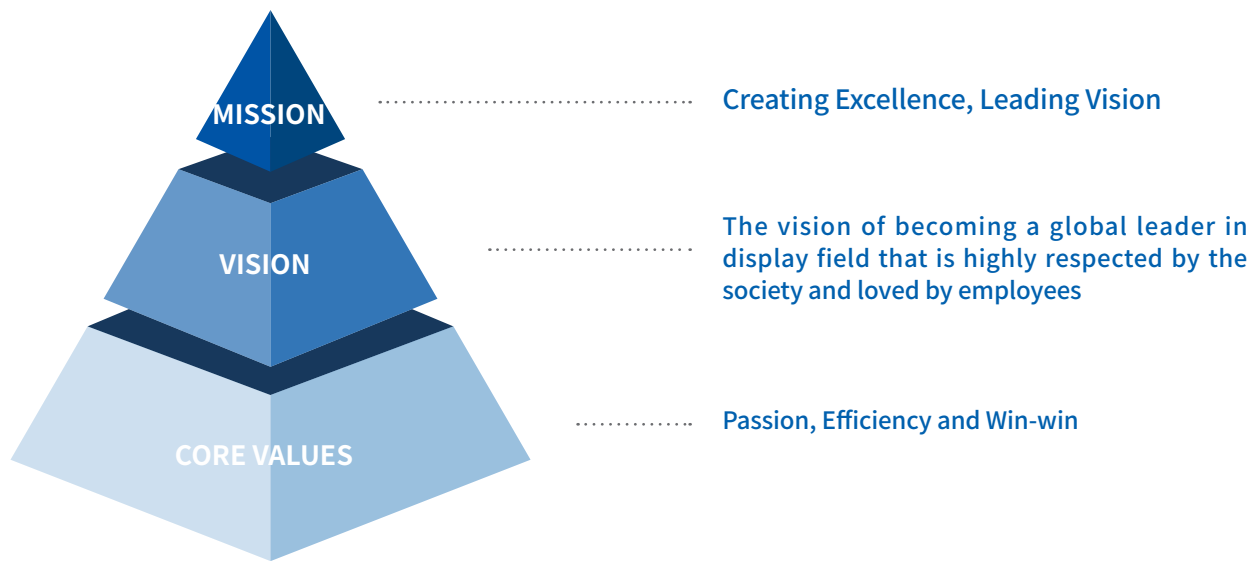 MISSION
Creating Excellence, Leading Vision
VISION
The vision of becoming a global leader in
display field that is highly respected by the
society and loved by employees
CORE VALUES
Passion, Efficiency and Win-win